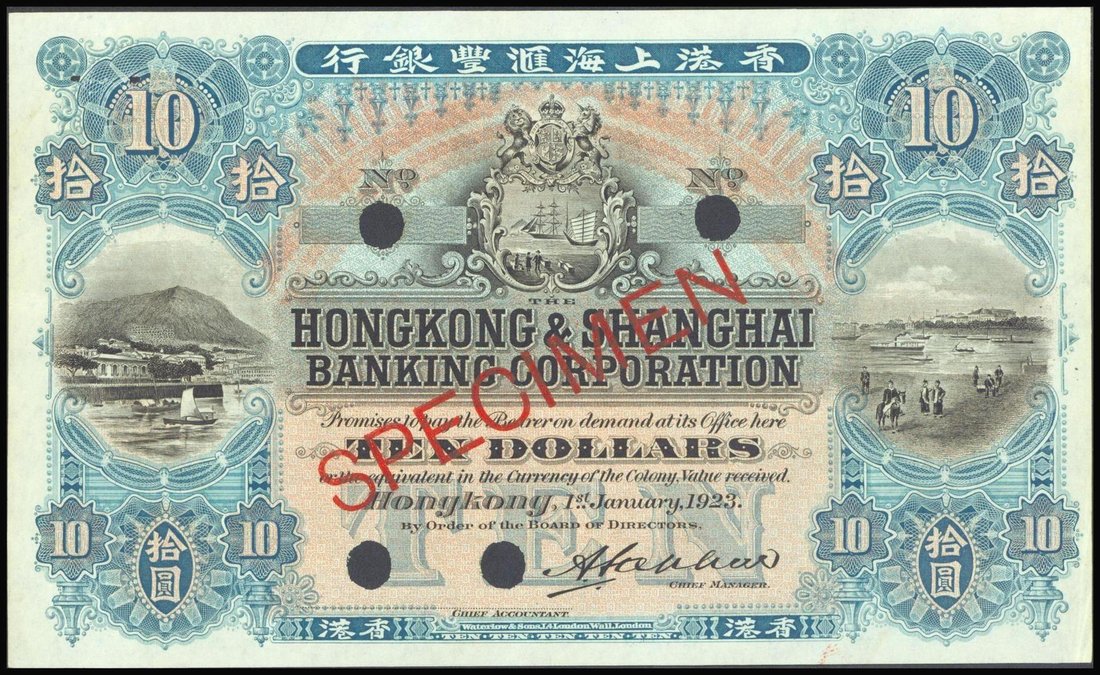 香港上海滙豐銀行
10
10
拾
拾
拾
拾
No
No
THE
HONGKONG & SHANGHAI
BANKING CORPORATION
SPECIMEN
Promises to pay the Bearer on demand at its Office here
TEN DOLLARS
or the equivalent in the Currency of the Colony, Value received.
Hongkong, 1st. January, 1923.
By Order of the BOARD OF DIRECTORS,
TEN
10
拾圓
10
10
拾圓
10
CHIEF MANAGER.
CHIEF ACCOUNTANT.
香港
Waterlow & Sons, Ld. London Wall, London
香港
TEN·TEN·TEN·TEN·TEN